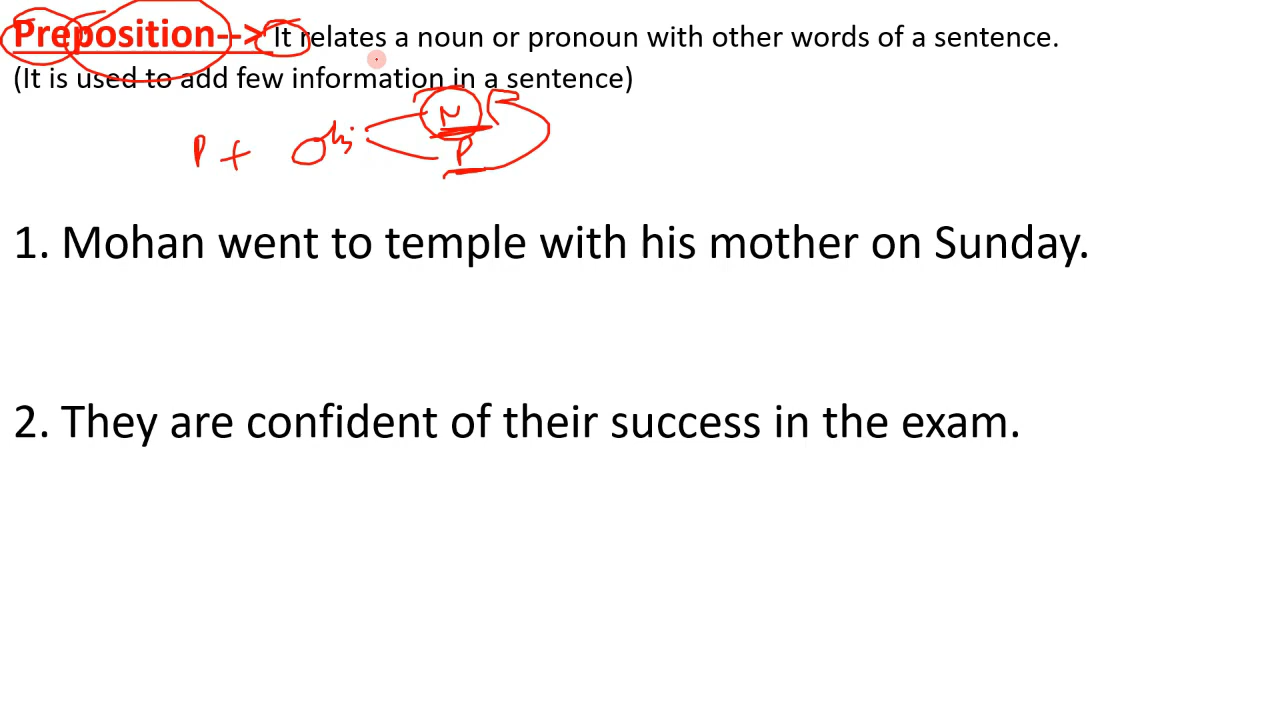 Preposition--> It relates a noun or pronoun with other words of a sentence.
(It is used to add few information in a sentence)
N
P + Obj
P
1. Mohan went to temple with his mother on Sunday.
2. They are confident of their success in the exam.